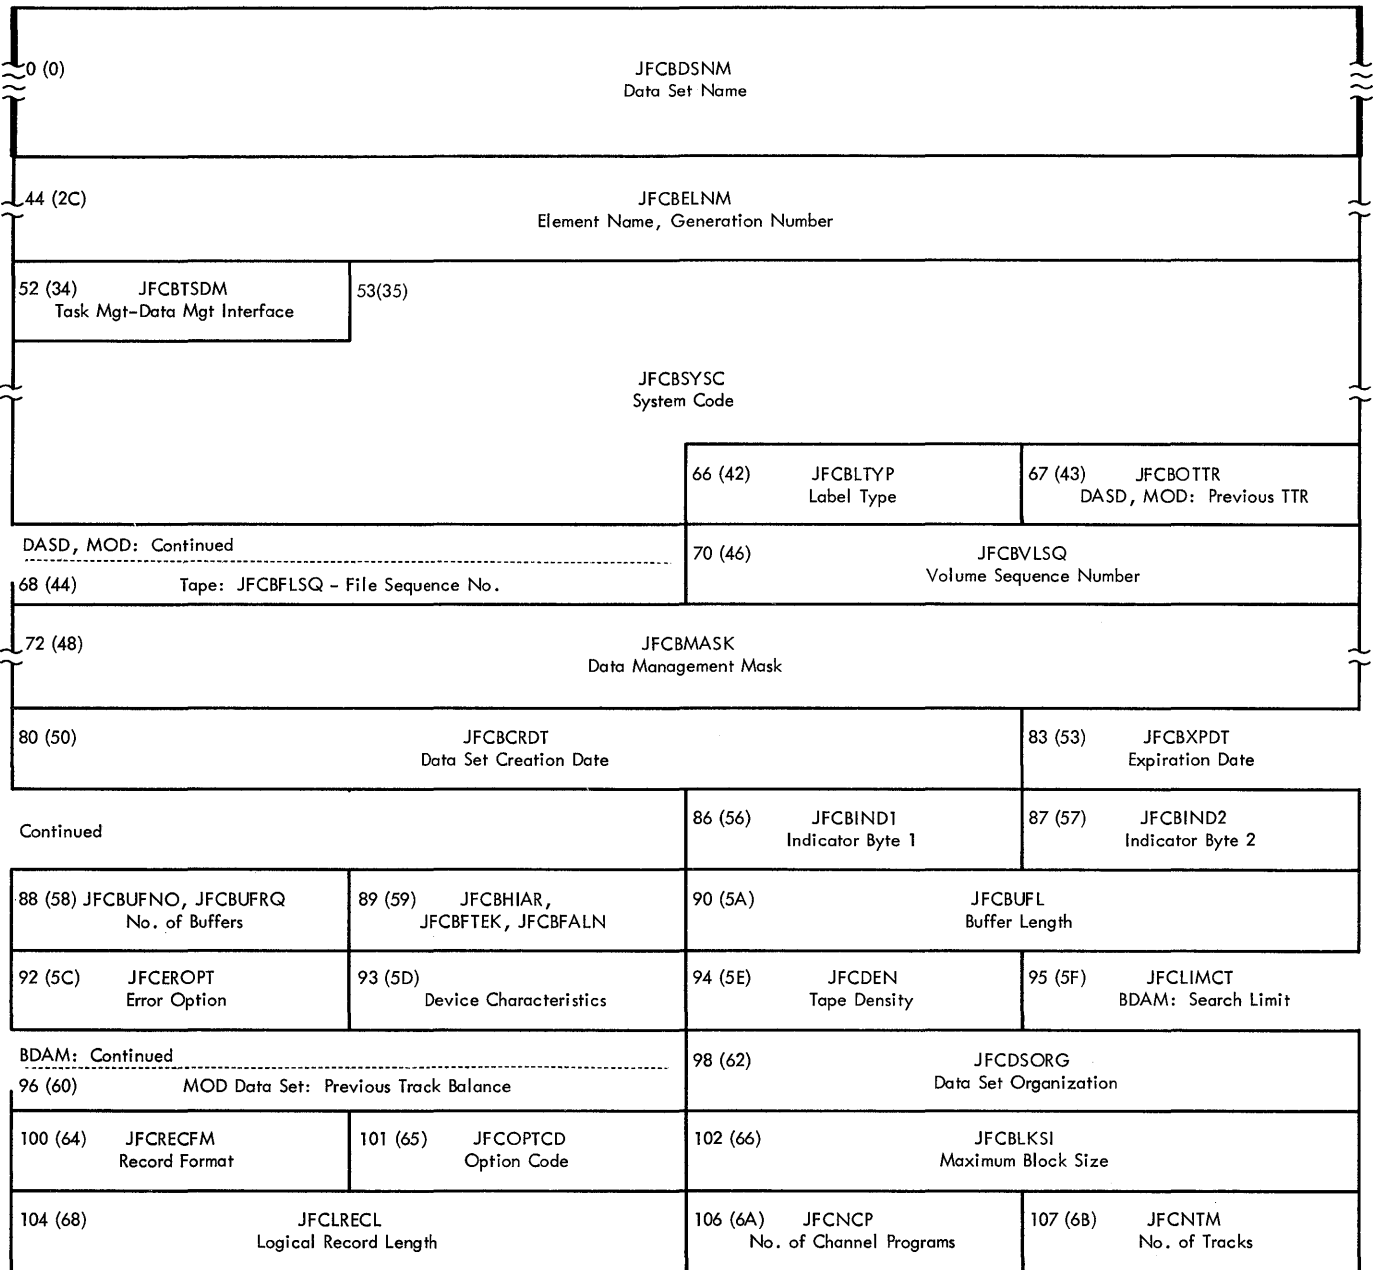 0 (0)
JFCBDSNM
Data Set Name
44 (2C)
JFCBELNM
Element Name, Generation Number
52 (34) JFCBTSDM
Task Mgt-Data Mgt Interface
53(35)
JFCBSYSC
System Code
66 (42) JFCBLTYP
Label Type
67 (43) JFCBOTTR
DASD, MOD: Previous TTR
DASD, MOD: Continued
68 (44) Tape: JFCBFLSQ - File Sequence No.
70 (46) JFCBVLSQ
Volume Sequence Number
72 (48) JFCBMASK
Data Management Mask
80 (50) JFCBCRDT
Data Set Creation Date
83 (53) JFCBXPDT
Expiration Date
Continued
86 (56) JFCBIND1
Indicator Byte 1
87 (57) JFCBIND2
Indicator Byte 2
88 (58) JFCBUFNO, JFCBUFRQ
No. of Buffers
89 (59) JFCBHIAR,
JFCBFTEK, JFCBFALN
90 (5A) JFCBUFL
Buffer Length
92 (5C) JFCEROPT
Error Option
93 (5D)
Device Characteristics
94 (5E) JFCDEN
Tape Density
95 (5F) JFCLIMCT
BDAM: Search Limit
BDAM: Continued
96 (60) MOD Data Set: Previous Track Balance
98 (62) JFCDSORG
Data Set Organization
100 (64) JFCRECFM
Record Format
101 (65) JFCOPTCD
Option Code
102 (66) JFCBLKSI
Maximum Block Size
104 (68) JFCLRECL
Logical Record Length
106 (6A) JFCNCP
No. of Channel Programs
107 (6B) JFCNTM
No. of Tracks